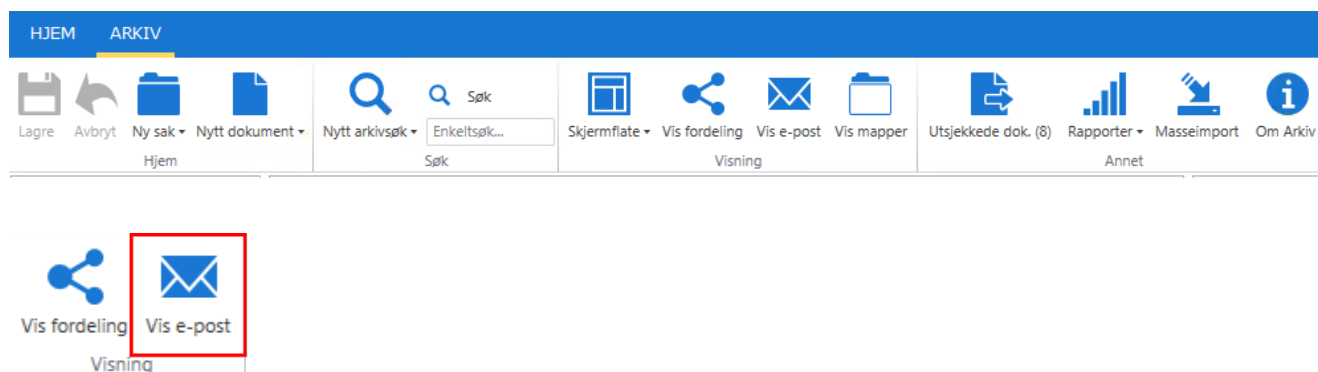 HJEM ARKIV
Lagre Avbryt Ny sak Nytt dokument Nytt arkivsøk Søk Enkeltsøk... Skjermflate Vis fordeling Vis e-post Vis mapper Utsjekkede dok. (8) Rapporter Masseimport Om Arkiv
Hjem Søk Visning Annet
Vis fordeling Vis e-post
Visning